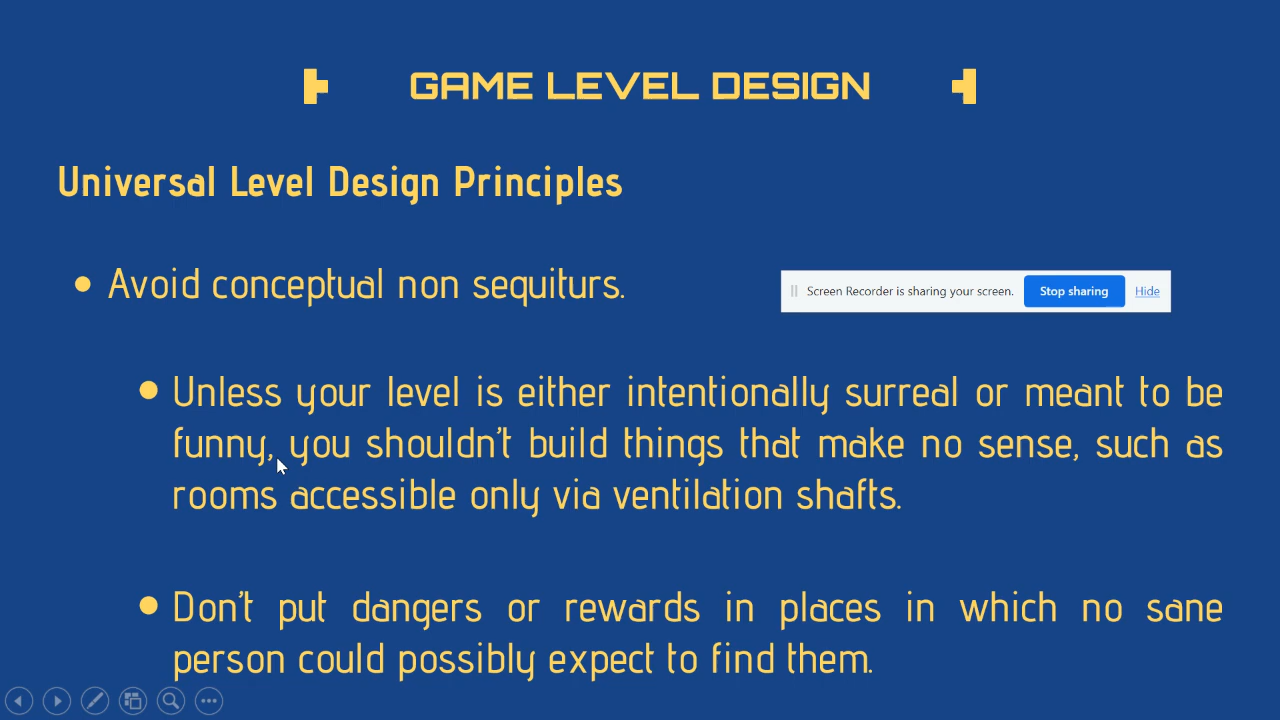 GAME LEVEL DESIGN
Universal Level Design Principles
Avoid conceptual non sequiturs.
Screen Recorder is sharing your screen. Stop sharing Hide
Unless your level is either intentionally surreal or meant to be
funny, you shouldn't build things that make no sense, such as
rooms accessible only via ventilation shafts.
Don't put dangers or rewards in places in which no sane
person could possibly expect to find them.